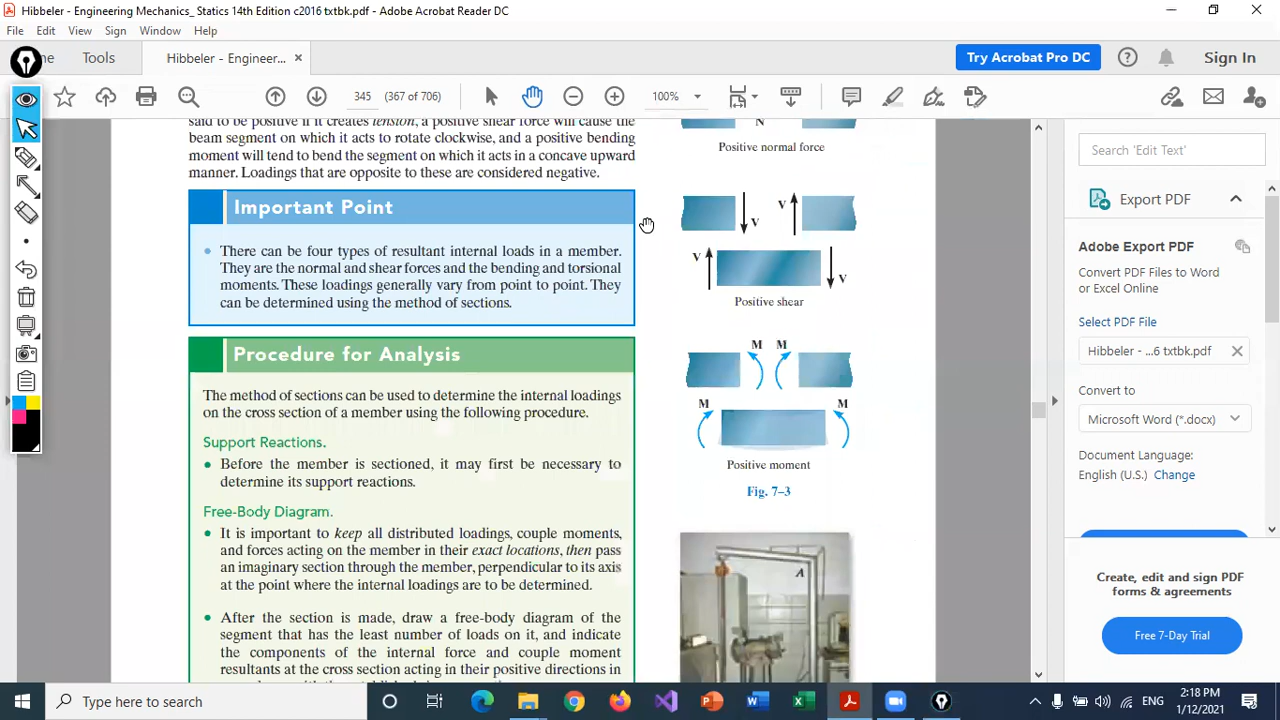 Hibbeler - Engineering Mechanics_ Statics 14th Edition c2016 txtbk.pdf - Adobe Acrobat Reader DC
File Edit View Sign Window Help
me Tools Hibbeler - Engineer... × Try Acrobat Pro DC Sign In
345 (367 of 706) 100%
said to be positive if it creates tension, a positive shear force will cause the
beam segment on which it acts to rotate clockwise, and a positive bending
moment will tend to bend the segment on which it acts in a concave upward
manner. Loadings that are opposite to these are considered negative.
Important Point
• There can be four types of resultant internal loads in a member.
They are the normal and shear forces and the bending and torsional
moments. These loadings generally vary from point to point. They
can be determined using the method of sections.
Procedure for Analysis
The method of sections can be used to determine the internal loadings
on the cross section of a member using the following procedure.
Support Reactions.
• Before the member is sectioned, it may first be necessary to
determine its support reactions.
Free-Body Diagram.
• It is important to keep all distributed loadings, couple moments,
and forces acting on the member in their exact locations, then pass
an imaginary section through the member, perpendicular to its axis
at the point where the internal loadings are to be determined.
• After the section is made, draw a free-body diagram of the
segment that has the least number of loads on it, and indicate
the components of the internal force and couple moment
resultants at the cross section acting in their positive directions in
N
Positive normal force
V V
V V
Positive shear
M M
M M
Positive moment
Fig. 7–3
A
Search 'Edit Text'
Export PDF
Adobe Export PDF
Convert PDF Files to Word
or Excel Online
Select PDF File
Hibbeler - ...6 txtbk.pdf
Convert to
Microsoft Word (*.docx)
Document Language:
English (U.S.) Change
Create, edit and sign PDF
forms & agreements
Free 7-Day Trial
Type here to search
ENG
2:18 PM
1/12/2021